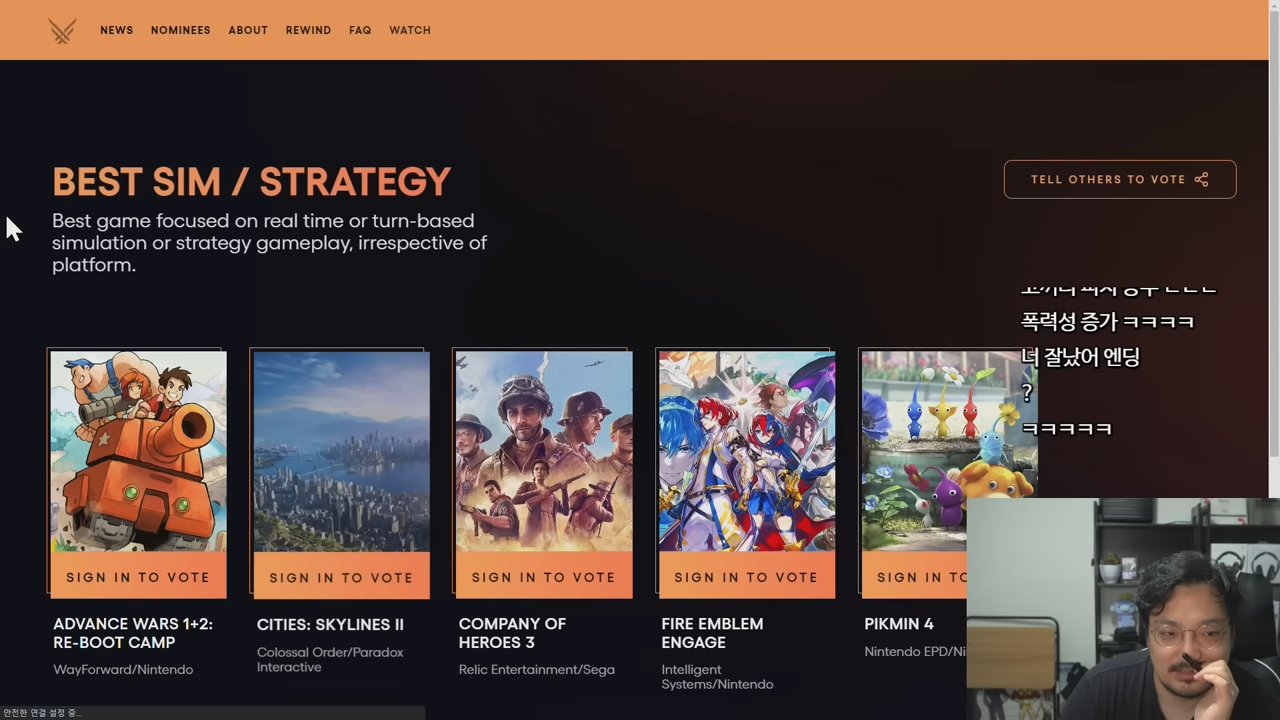 NEWS NOMINEES ABOUT REWIND FAQ WATCH
BEST SIM / STRATEGY
TELL OTHERS TO VOTE
Best game focused on real time or turn-based
simulation or strategy gameplay, irrespective of
platform.
폭력성 증가 ㅋㅋㅋㅋ
너 잘났어 엔딩
?
ㅋㅋㅋㅋㅋ
SIGN IN TO VOTE
ADVANCE WARS 1+2:
RE-BOOT CAMP
WayForward/Nintendo
SIGN IN TO VOTE
CITIES: SKYLINES II
Colossal Order/Paradox
Interactive
SIGN IN TO VOTE
COMPANY OF
HEROES 3
Relic Entertainment/Sega
SIGN IN TO VOTE
FIRE EMBLEM
ENGAGE
Intelligent
Systems/Nintendo
SIGN IN TO
PIKMIN 4
Nintendo EPD/Ni
안전한 연결 설정 중...